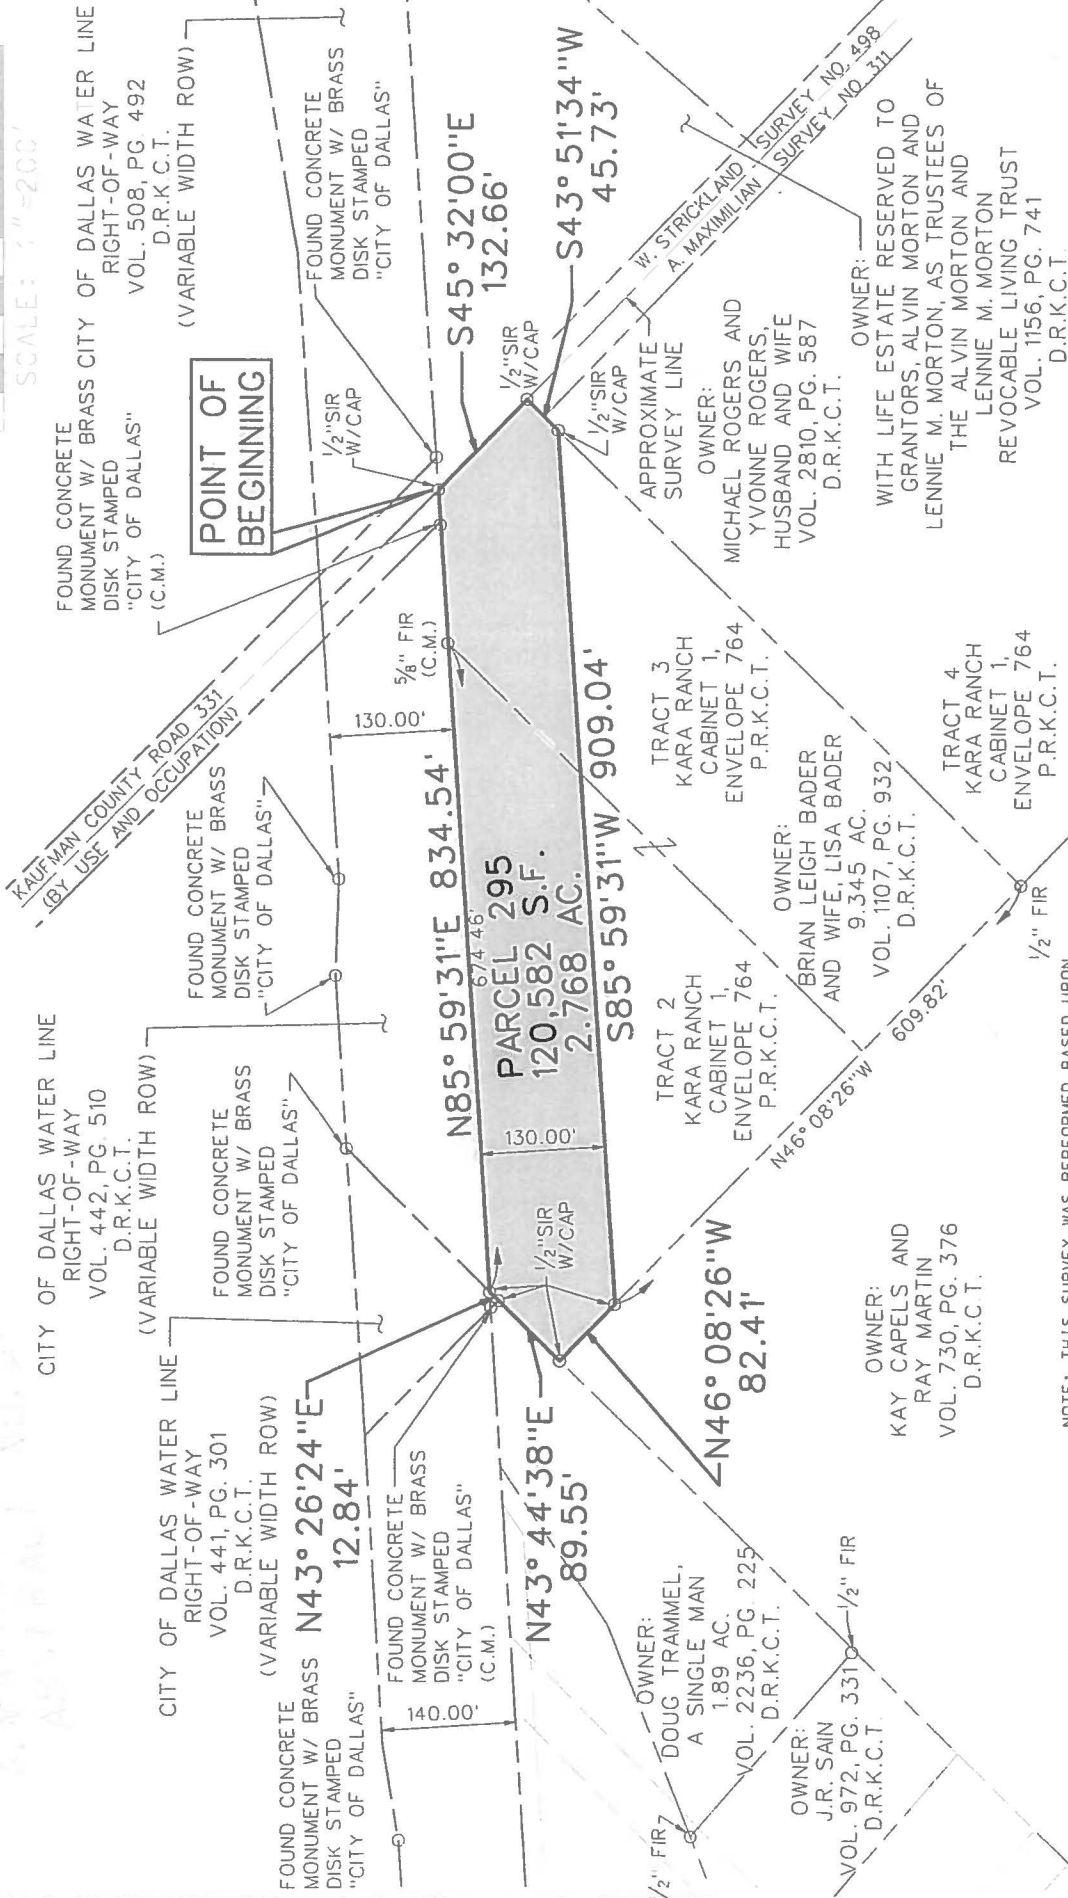 SCALE: 1"=200'
FOUND CONCRETE
MONUMENT W/ BRASS
DISK STAMPED
"CITY OF DALLAS"
(C.M.)
CITY OF DALLAS WATER LINE
RIGHT-OF-WAY
VOL. 508, PG. 492
D.R.K.C.T.
(VARIABLE WIDTH ROW)
FOUND CONCRETE
MONUMENT W/ BRASS
DISK STAMPED
"CITY OF DALLAS"
POINT OF
BEGINNING
1/2"SIR
W/CAP
S45°32'00"E
132.66'
1/2"SIR
W/CAP
S43°51'34"W
45.73'
1/2"SIR
W/CAP
W. STRICKLAND SURVEY NO. 498
A. MAXIMILIAN SURVEY NO. 311
APPROXIMATE
SURVEY LINE
KAUFMAN COUNTY ROAD 331
(BY USE AND OCCUPATION)
5/8" FIR
(C.M.)
130.00'
FOUND CONCRETE
MONUMENT W/ BRASS
DISK STAMPED
"CITY OF DALLAS"
CITY OF DALLAS WATER LINE
RIGHT-OF-WAY
VOL. 442, PG. 510
D.R.K.C.T.
(VARIABLE WIDTH ROW)
FOUND CONCRETE
MONUMENT W/ BRASS
DISK STAMPED
"CITY OF DALLAS"
N85°59'31"E 834.54'
674.46'
PARCEL 295
120,582 S.F.
2.768 AC.
S85°59'31"W 909.04'
130.00'
1/2"SIR
W/CAP
CITY OF DALLAS WATER LINE
RIGHT-OF-WAY
VOL. 441, PG. 301
D.R.K.C.T.
(VARIABLE WIDTH ROW)
N43°26'24"E
12.84'
FOUND CONCRETE
MONUMENT W/ BRASS
DISK STAMPED
"CITY OF DALLAS"
FOUND CONCRETE
MONUMENT W/ BRASS
DISK STAMPED
"CITY OF DALLAS"
(C.M.)
140.00'
N43°44'38"E
89.55'
N46°08'26"W
82.41'
OWNER:
MICHAEL ROGERS AND
YVONNE ROGERS,
HUSBAND AND WIFE
VOL. 2810, PG. 587
D.R.K.C.T.
OWNER:
WITH LIFE ESTATE RESERVED TO
GRANTORS, ALVIN MORTON AND
LENNIE M. MORTON, AS TRUSTEES OF
THE ALVIN MORTON AND
LENNIE M. MORTON
REVOCABLE LIVING TRUST
VOL. 1156, PG. 741
D.R.K.C.T.
TRACT 3
KARA RANCH
CABINET 1,
ENVELOPE 764
P.R.K.C.T.
TRACT 4
KARA RANCH
CABINET 1,
ENVELOPE 764
P.R.K.C.T.
OWNER:
BRIAN LEIGH BADER
AND WIFE, LISA BADER
9.345 AC.
VOL. 1107, PG. 932
D.R.K.C.T.
TRACT 2
KARA RANCH
CABINET 1,
ENVELOPE 764
P.R.K.C.T.
N46°08'26"W 609.82'
1/2" FIR
OWNER:
KAY CAPELS AND
RAY MARTIN
VOL. 730, PG. 376
D.R.K.C.T.
OWNER:
DOUG TRAMMEL,
A SINGLE MAN
1.89 AC.
VOL. 2236, PG. 225
D.R.K.C.T.
1/2" FIR
1/2" FIR
OWNER:
J.R. SAIN
VOL. 972, PG. 331
D.R.K.C.T.
NOTE: THIS SURVEY WAS PERFORMED BASED UPON